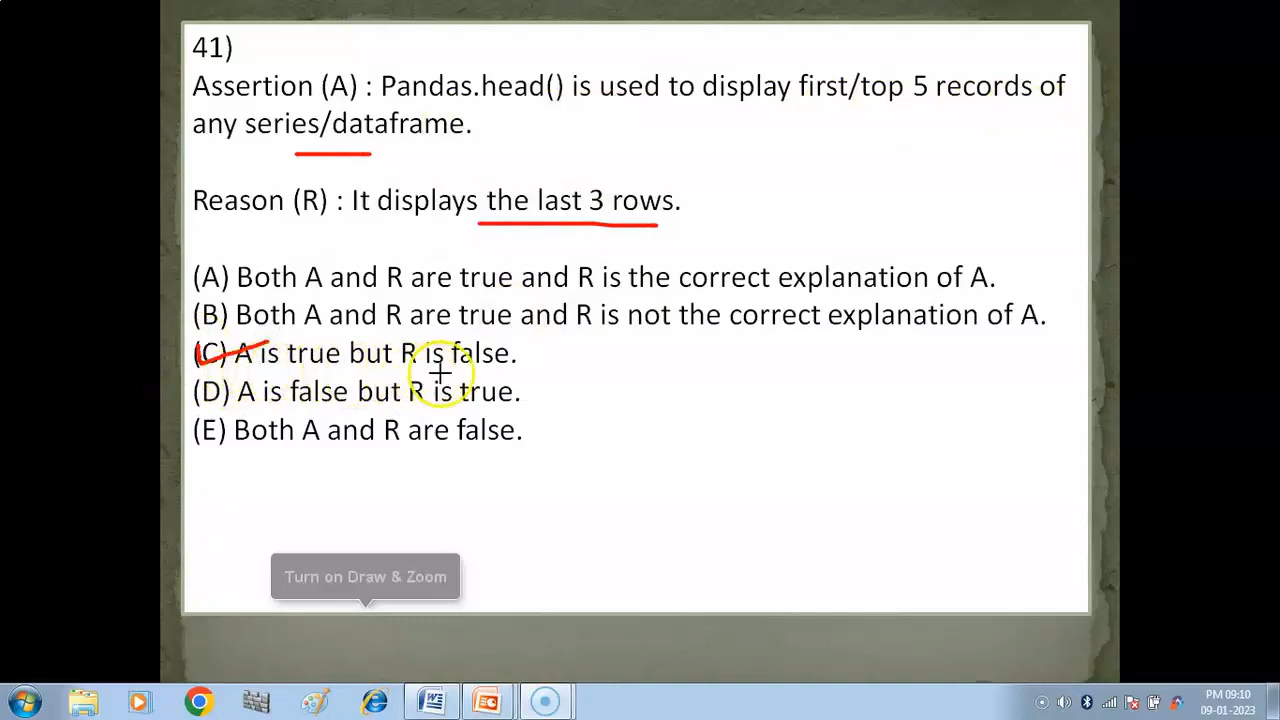 41)
Assertion (A) : Pandas.head() is used to display first/top 5 records of
any series/dataframe.
Reason (R) : It displays the last 3 rows.
(A) Both A and R are true and R is the correct explanation of A.
(B) Both A and R are true and R is not the correct explanation of A.
(C) A is true but R is false.
(D) A is false but R is true.
(E) Both A and R are false.
Turn on Draw & Zoom
PM 09:10
09-01-2023